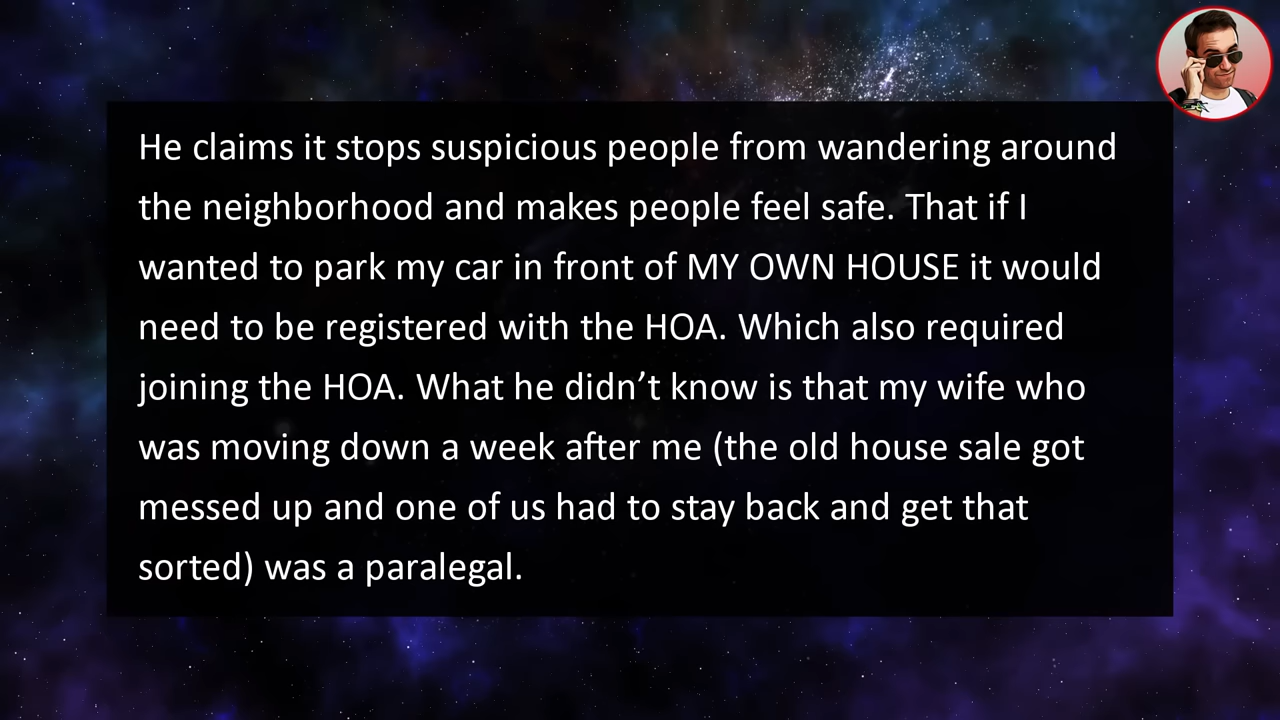 He claims it stops suspicious people from wandering around
the neighborhood and makes people feel safe. That if I
wanted to park my car in front of MY OWN HOUSE it would
need to be registered with the HOA. Which also required
joining the HOA. What he didn’t know is that my wife who
was moving down a week after me (the old house sale got
messed up and one of us had to stay back and get that
sorted) was a paralegal.